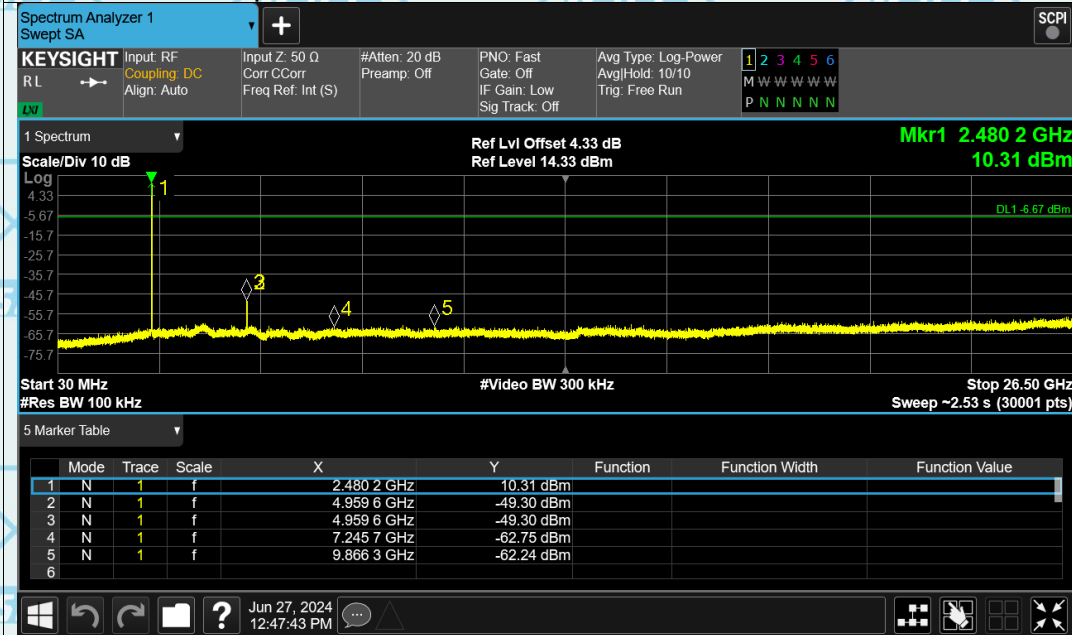 Spectrum Analyzer 1
Swept SA
+
SCPI
KEYSIGHT
RL
LXI
Input: RF
Coupling: DC
Align: Auto
Input Z: 50 Ω
Corr CCorr
Freq Ref: Int (S)
#Atten: 20 dB
Preamp: Off
PNO: Fast
Gate: Off
IF Gain: Low
Sig Track: Off
Avg Type: Log-Power
Avg|Hold: 10/10
Trig: Free Run
1 2 3 4 5 6
M W W W W W
P N N N N N
1 Spectrum
Scale/Div 10 dB
Ref Lvl Offset 4.33 dB
Ref Level 14.33 dBm
Mkr1 2.480 2 GHz
10.31 dBm
Log
4.33
-5.67
-15.7
-25.7
-35.7
-45.7
-55.7
-65.7
-75.7
DL1 -6.67 dBm
1
3
4
5
Start 30 MHz
#Video BW 300 kHz
Stop 26.50 GHz
#Res BW 100 kHz
Sweep ~2.53 s (30001 pts)
5 Marker Table
Mode Trace Scale X Y Function Function Width Function Value
1 N 1 f 2.480 2 GHz 10.31 dBm
2 N 1 f 4.959 6 GHz -49.30 dBm
3 N 1 f 4.959 6 GHz -49.30 dBm
4 N 1 f 7.245 7 GHz -62.75 dBm
5 N 1 f 9.866 3 GHz -62.24 dBm
6
?
Jun 27, 2024
12:47:43 PM